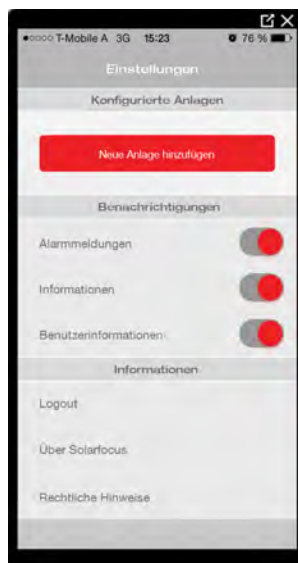 T-Mobile A 3G 15:23 76 %
Einstellungen
Konfigurierte Anlagen
Neue Anlage hinzufügen
Benachrichtigungen
Alarmmeldungen
Informationen
Benutzerinformationen
Informationen
Logout
Über Solarfocus
Rechtliche Hinweise